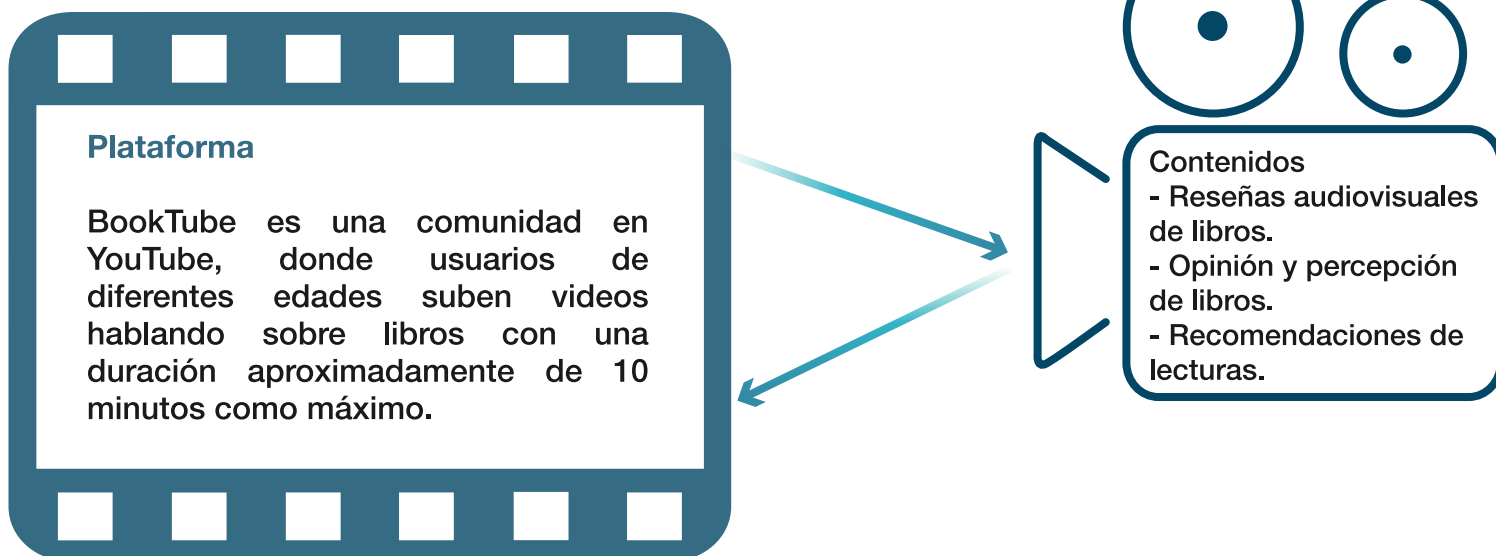 Plataforma
BookTube es una comunidad en
YouTube, donde usuarios de
diferentes edades suben videos
hablando sobre libros con una
duración aproximadamente de 10
minutos como máximo.
Contenidos
- Reseñas audiovisuales
de libros.
- Opinión y percepción
de libros.
- Recomendaciones de
lecturas.